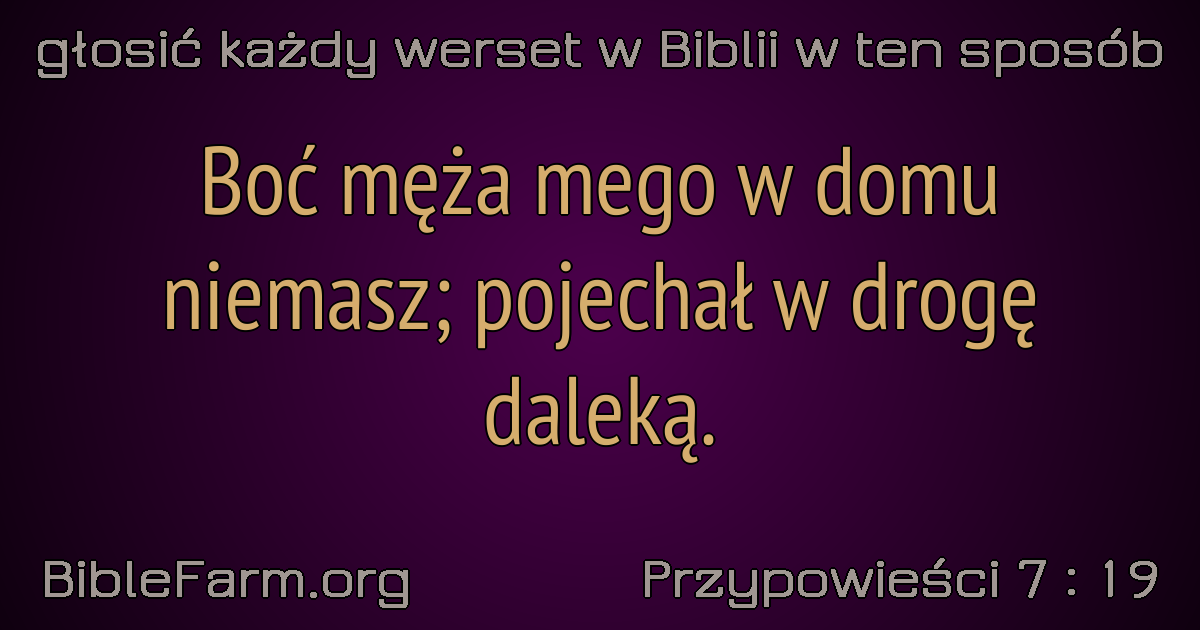 głosić każdy werset w Biblii w ten sposób
Boć męża mego w domu
niemasz; pojechał w drogę
daleką.
BibleFarm.org
Przypowieści 7 : 19